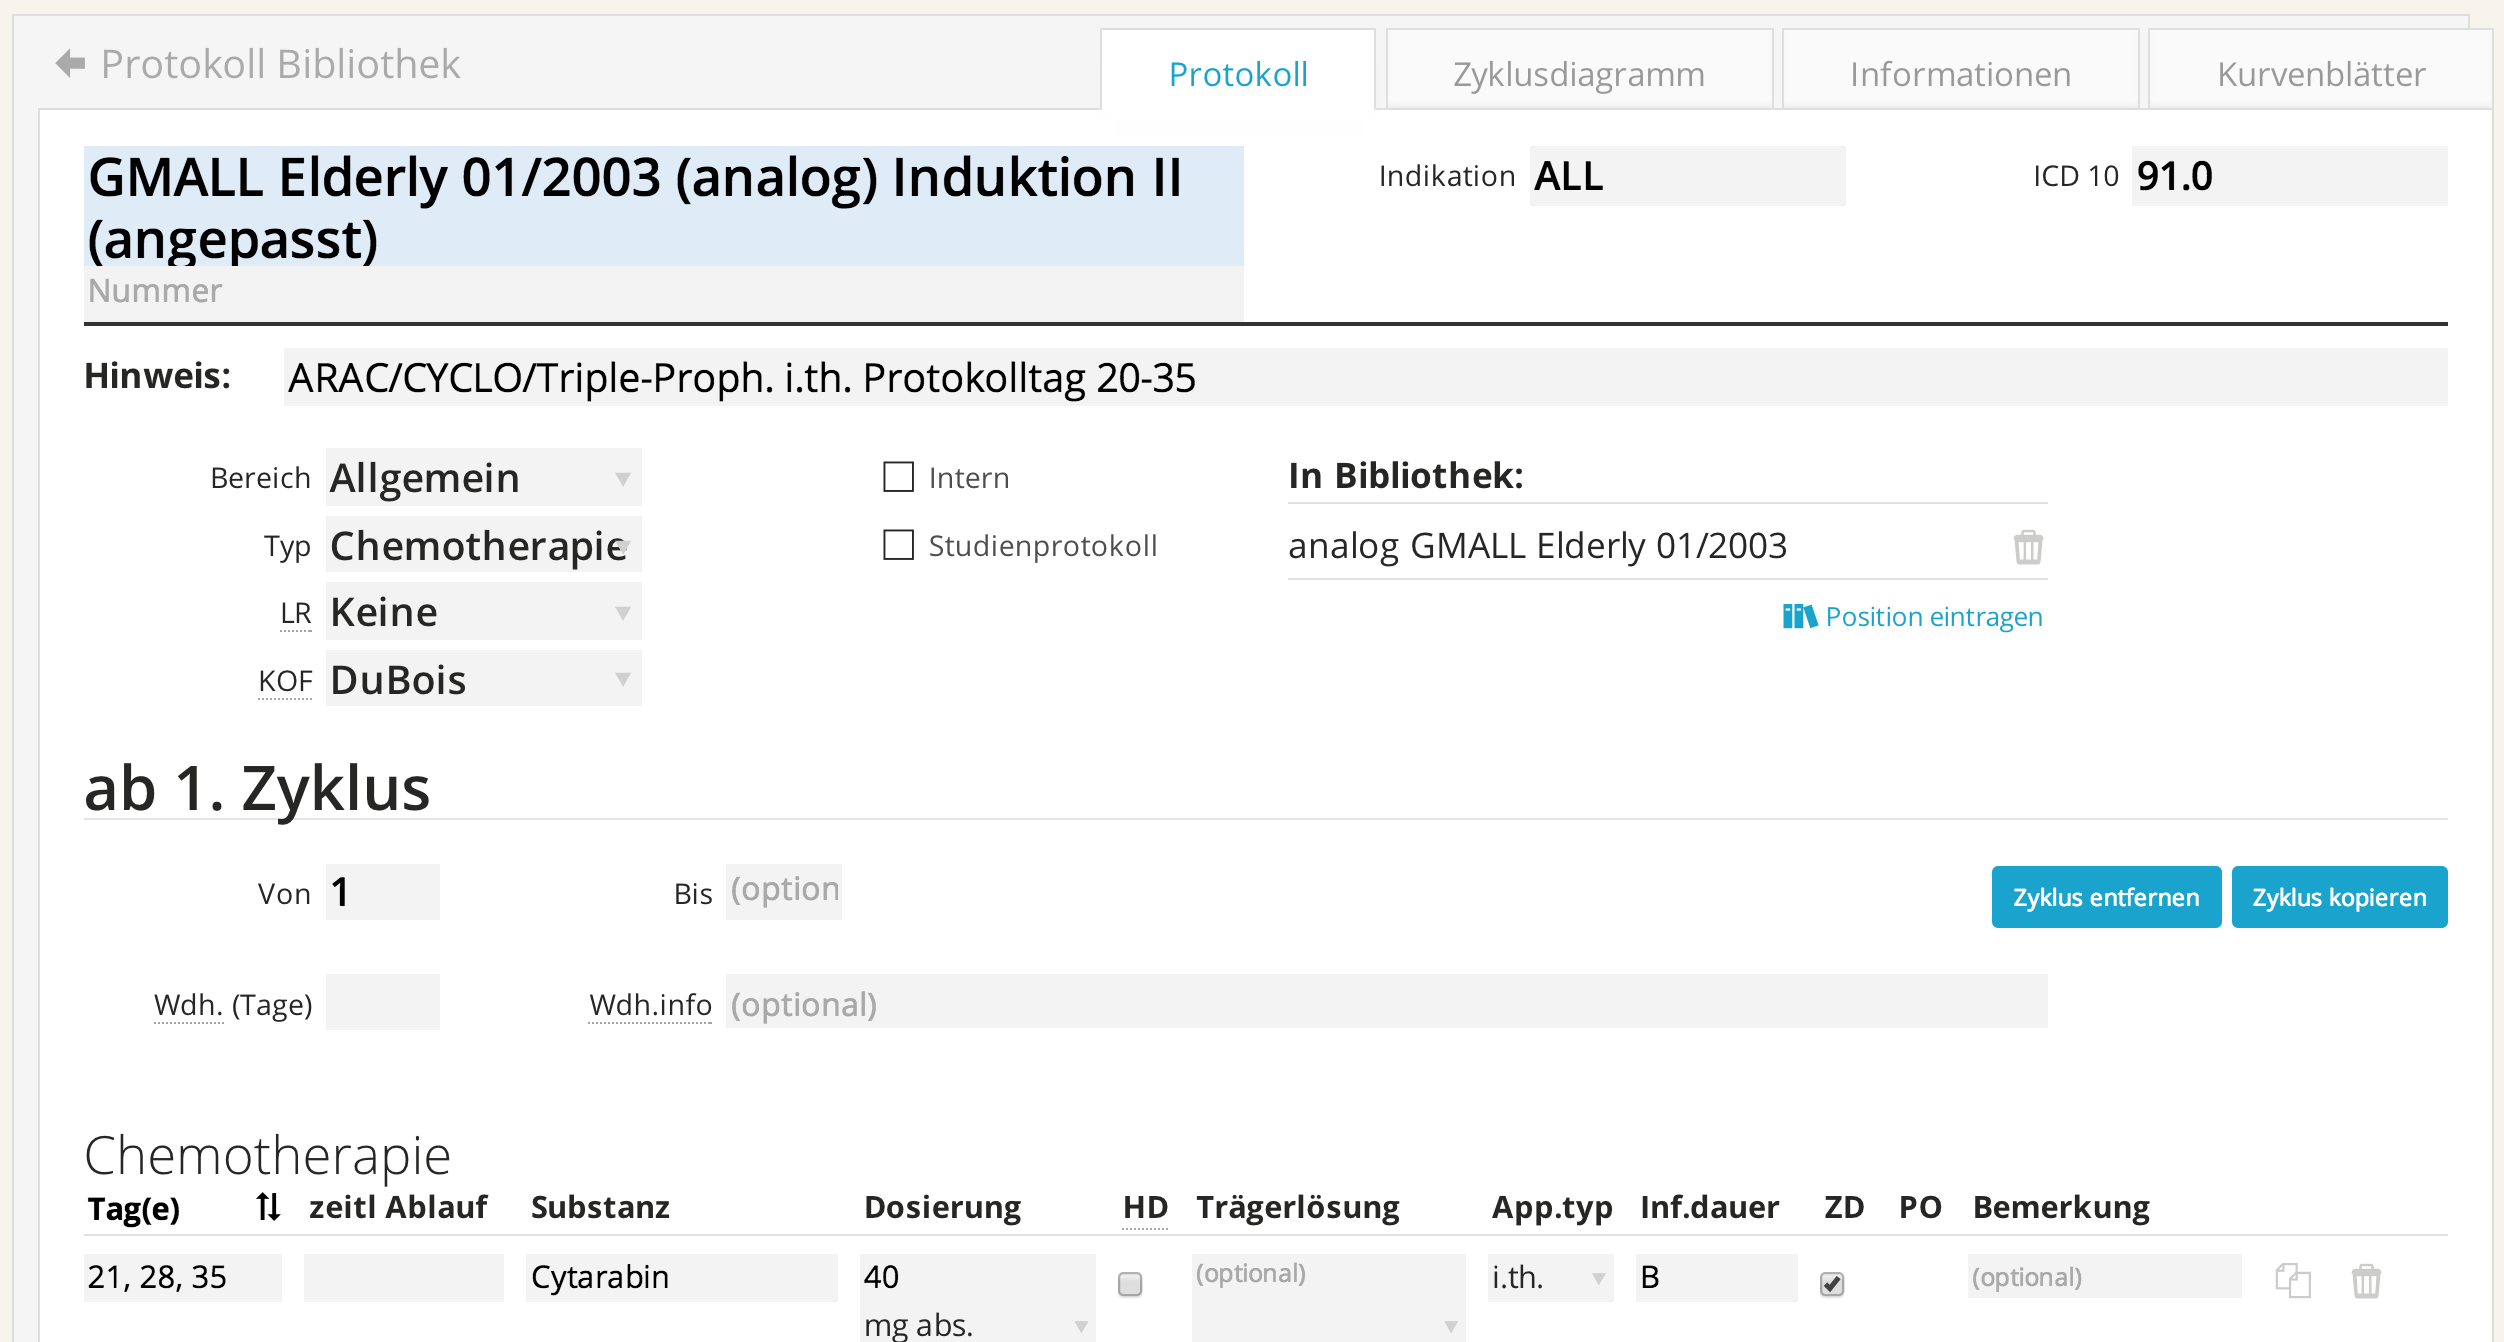 Protokoll Bibliothek
Protokoll
Zyklusdiagramm
Informationen
Kurvenblätter
GMALL Elderly 01/2003 (analog) Induktion II
(angepasst)
Indikation ALL
ICD 10 91.0
Nummer
Hinweis: ARAC/CYCLO/Triple-Proph. i.th. Protokolltag 20-35
Bereich Allgemein
Typ Chemotherapie
LR Keine
KOF DuBois
Intern
Studienprotokoll
In Bibliothek:
analog GMALL Elderly 01/2003
Position eintragen
ab 1. Zyklus
Von 1 Bis (option
Zyklus entfernen Zyklus kopieren
Wdh. (Tage) Wdh.info (optional)
Chemotherapie
Tag(e) zeitl Ablauf Substanz Dosierung HD Trägerlösung App.typ Inf.dauer ZD PO Bemerkung
21, 28, 35 Cytarabin 40 (optional) i.th. B (optional)
mg abs.